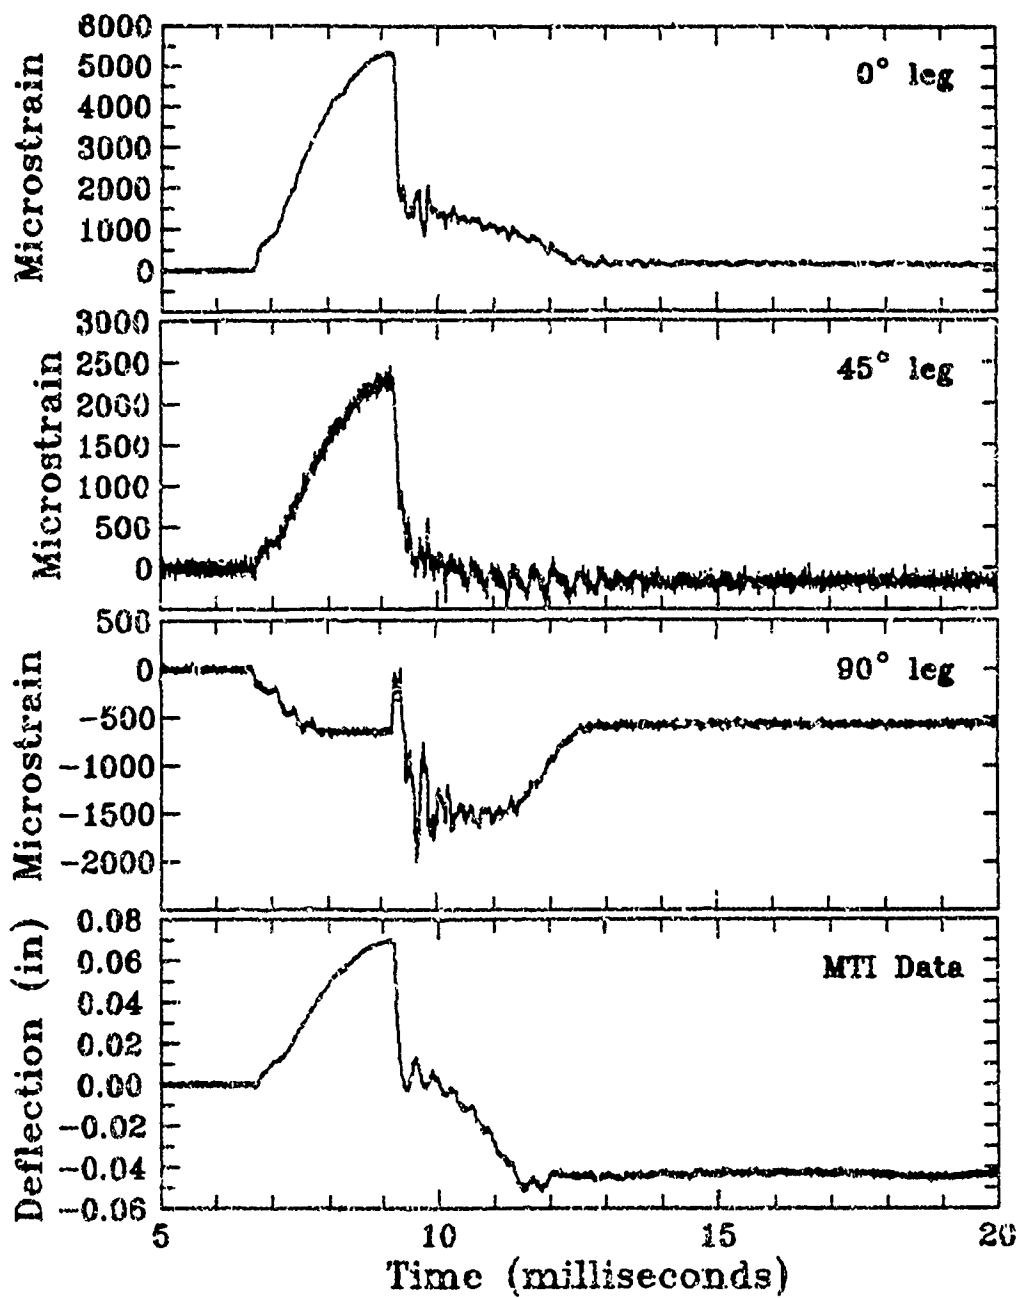 6000
5000
4000
3000
2000
1000
0
Microstrain
0° leg
3000
2500
2000
1500
1000
500
0
Microstrain
45° leg
500
0
-500
-1000
-1500
-2000
Microstrain
90° leg
0.08
0.06
0.04
0.02
0.00
-0.02
-0.04
-0.06
Deflection (in)
MTI Data
5 10 15 20
Time (milliseconds)